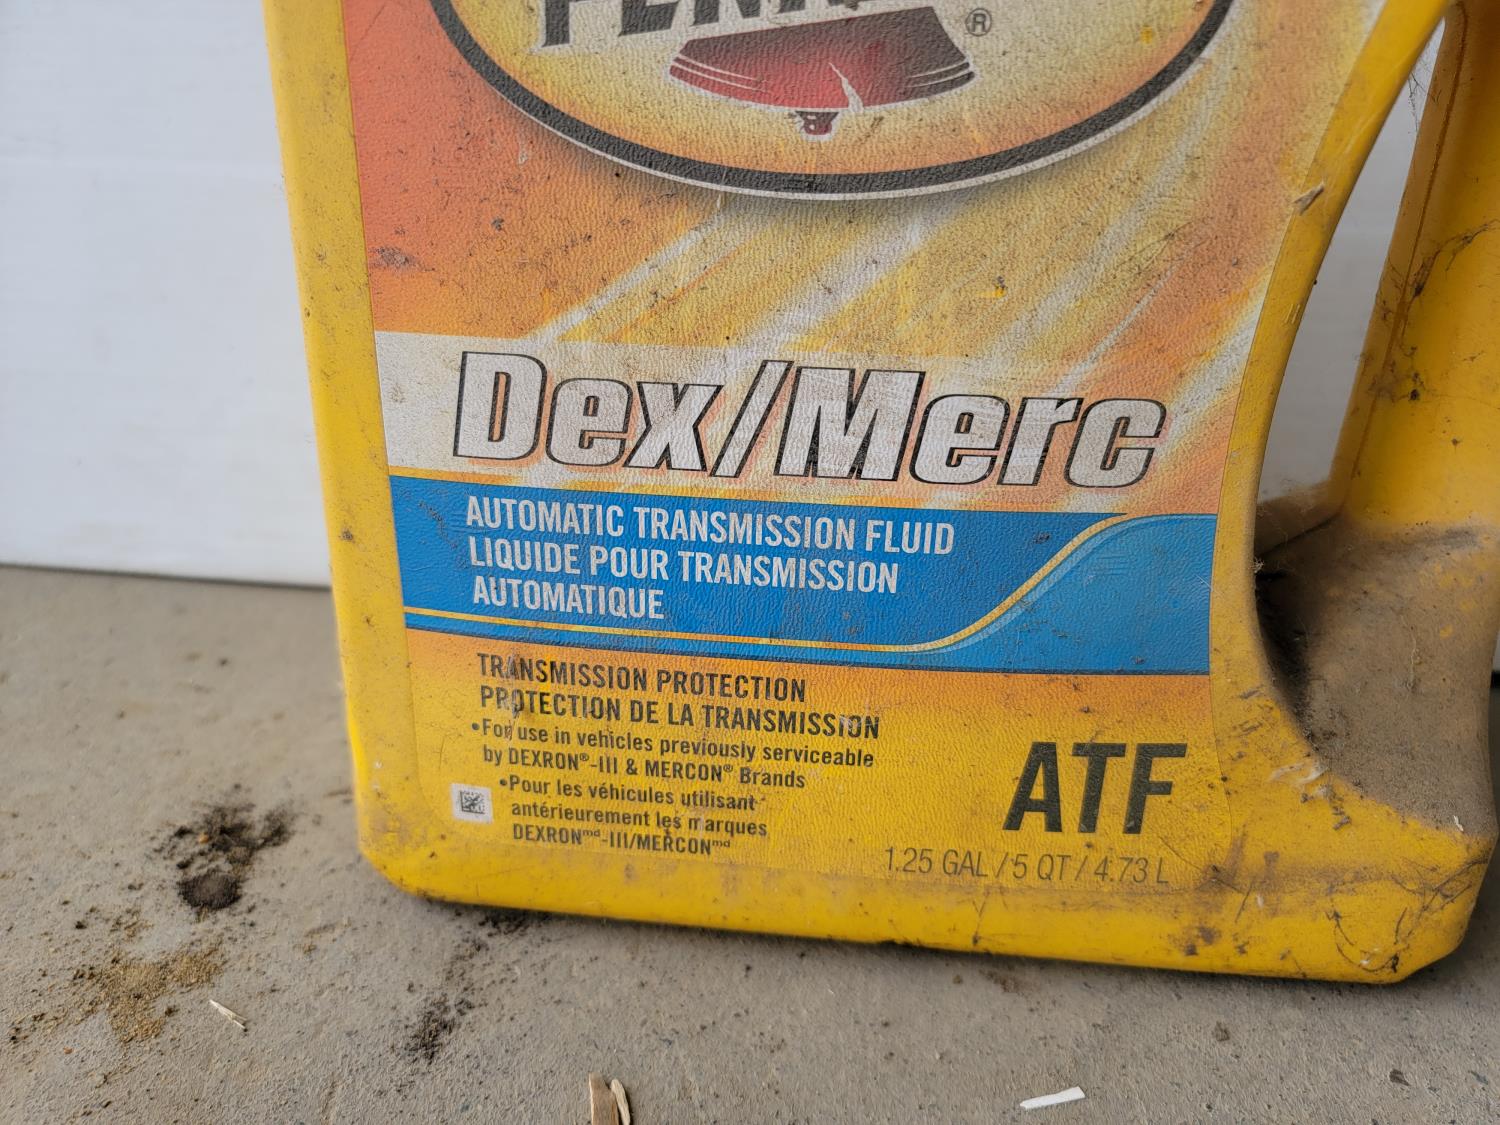 ®
Dex/Merc
AUTOMATIC TRANSMISSION FLUID
LIQUIDE POUR TRANSMISSION
AUTOMATIQUE
TRANSMISSION PROTECTION
PROTECTION DE LA TRANSMISSION
•For use in vehicles previously serviceable
by DEXRON®-III & MERCON® Brands
•Pour les véhicules utilisant
antérieurement les marques
DEXRONmd-III/MERCONmd
ATF
1.25 GAL / 5 QT / 4.73 L